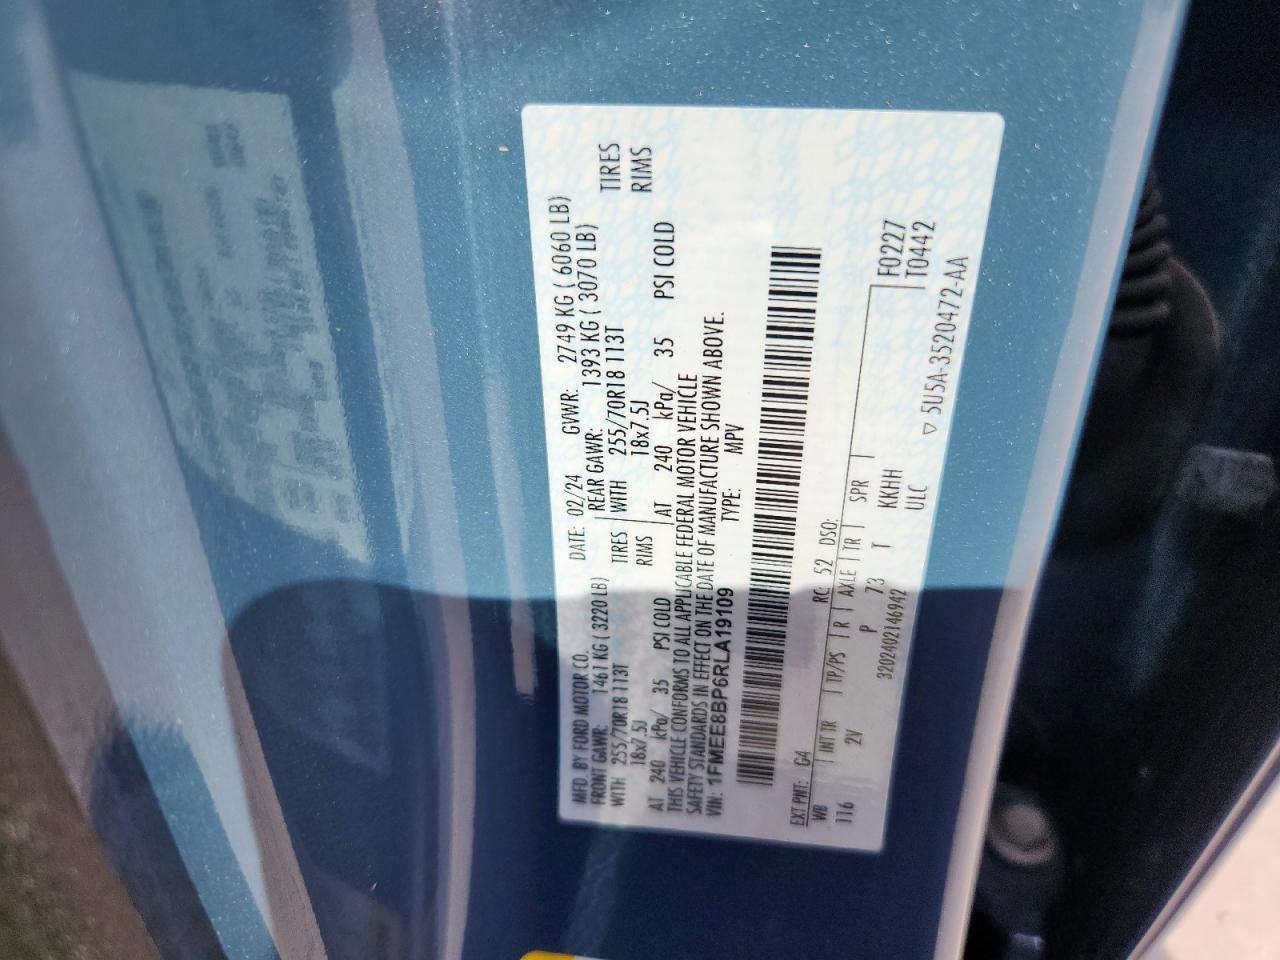 MFD. BY FORD MOTOR CO. DATE: 02/24 GVWR: 2749 KG ( 6060 LB)
FRONT GAWR: 1461 KG ( 3220 LB) REAR GAWR: 1393 KG ( 3070 LB)
WITH 255/70R18 113T TIRES WITH 255/70R18 113T TIRES
18x7.5J RIMS 18x7.5J RIMS
AT 240 kPa/ 35 PSI COLD AT 240 kPa/ 35 PSI COLD
THIS VEHICLE CONFORMS TO ALL APPLICABLE FEDERAL MOTOR VEHICLE
SAFETY STANDARDS IN EFFECT ON THE DATE OF MANUFACTURE SHOWN ABOVE.
VIN: 1FMEE8BP6RLA19109 TYPE: MPV
EXT PNT: G4 RC: 52 DSO:
WB INT TR TP/PS R AXLE TR SPR F0227
116 2V P 73 T KKHH T0442
3202402146942 ULC
▽ 5U5A-3520472-AA